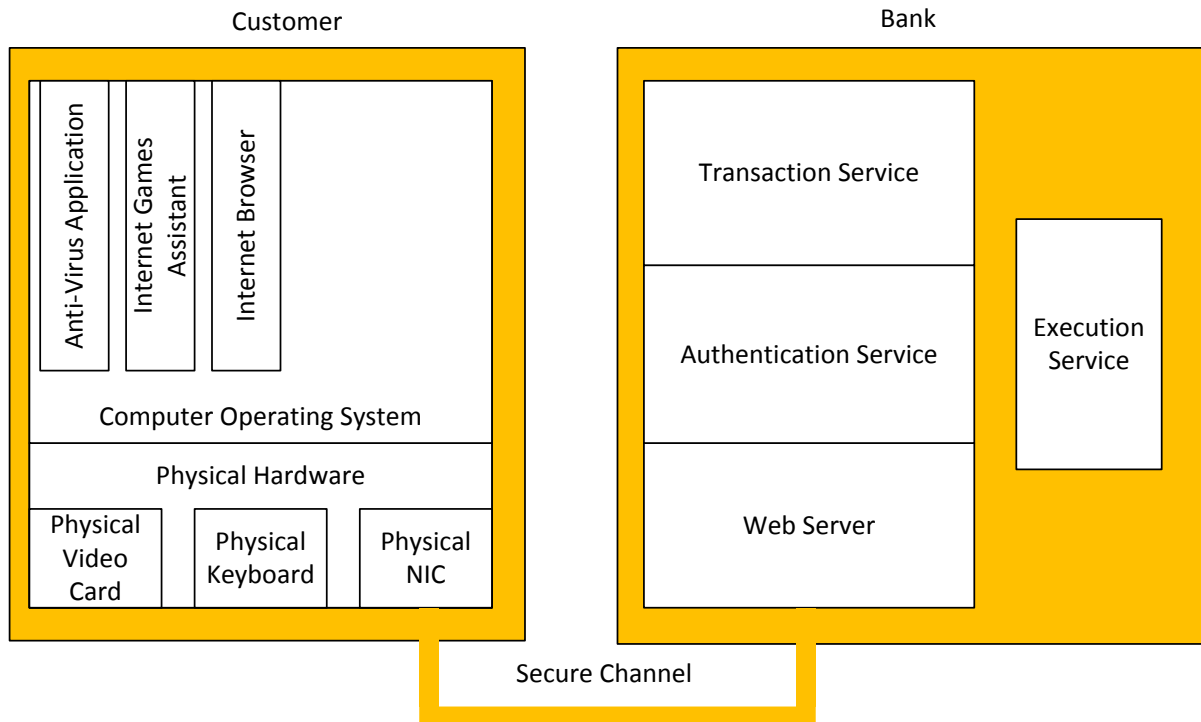 Customer
Bank
Anti-Virus Application
Internet Games
Assistant
Internet Browser
Computer Operating System
Physical Hardware
Physical
Video
Card
Physical
Keyboard
Physical
NIC
Transaction Service
Authentication Service
Web Server
Execution
Service
Secure Channel